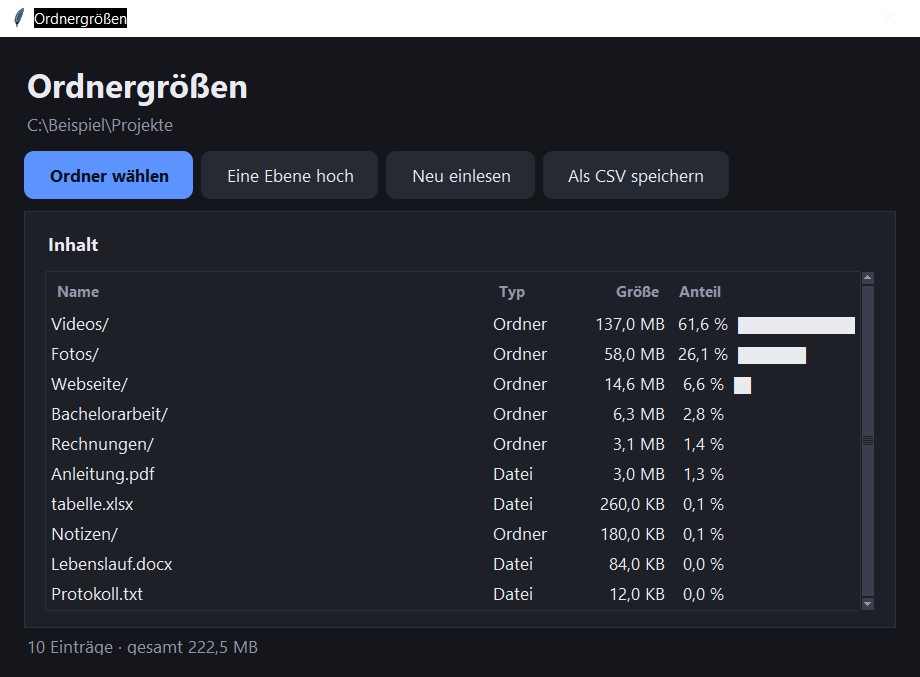 Ordnergrößen
Ordnergrößen
C:\Beispiel\Projekte
Ordner wählen Eine Ebene hoch Neu einlesen Als CSV speichern
Inhalt
Name Typ Größe Anteil
Videos/ Ordner 137,0 MB 61,6 %
Fotos/ Ordner 58,0 MB 26,1 %
Webseite/ Ordner 14,6 MB 6,6 %
Bachelorarbeit/ Ordner 6,3 MB 2,8 %
Rechnungen/ Ordner 3,1 MB 1,4 %
Anleitung.pdf Datei 3,0 MB 1,3 %
tabelle.xlsx Datei 260,0 KB 0,1 %
Notizen/ Ordner 180,0 KB 0,1 %
Lebenslauf.docx Datei 84,0 KB 0,0 %
Protokoll.txt Datei 12,0 KB 0,0 %
10 Einträge · gesamt 222,5 MB